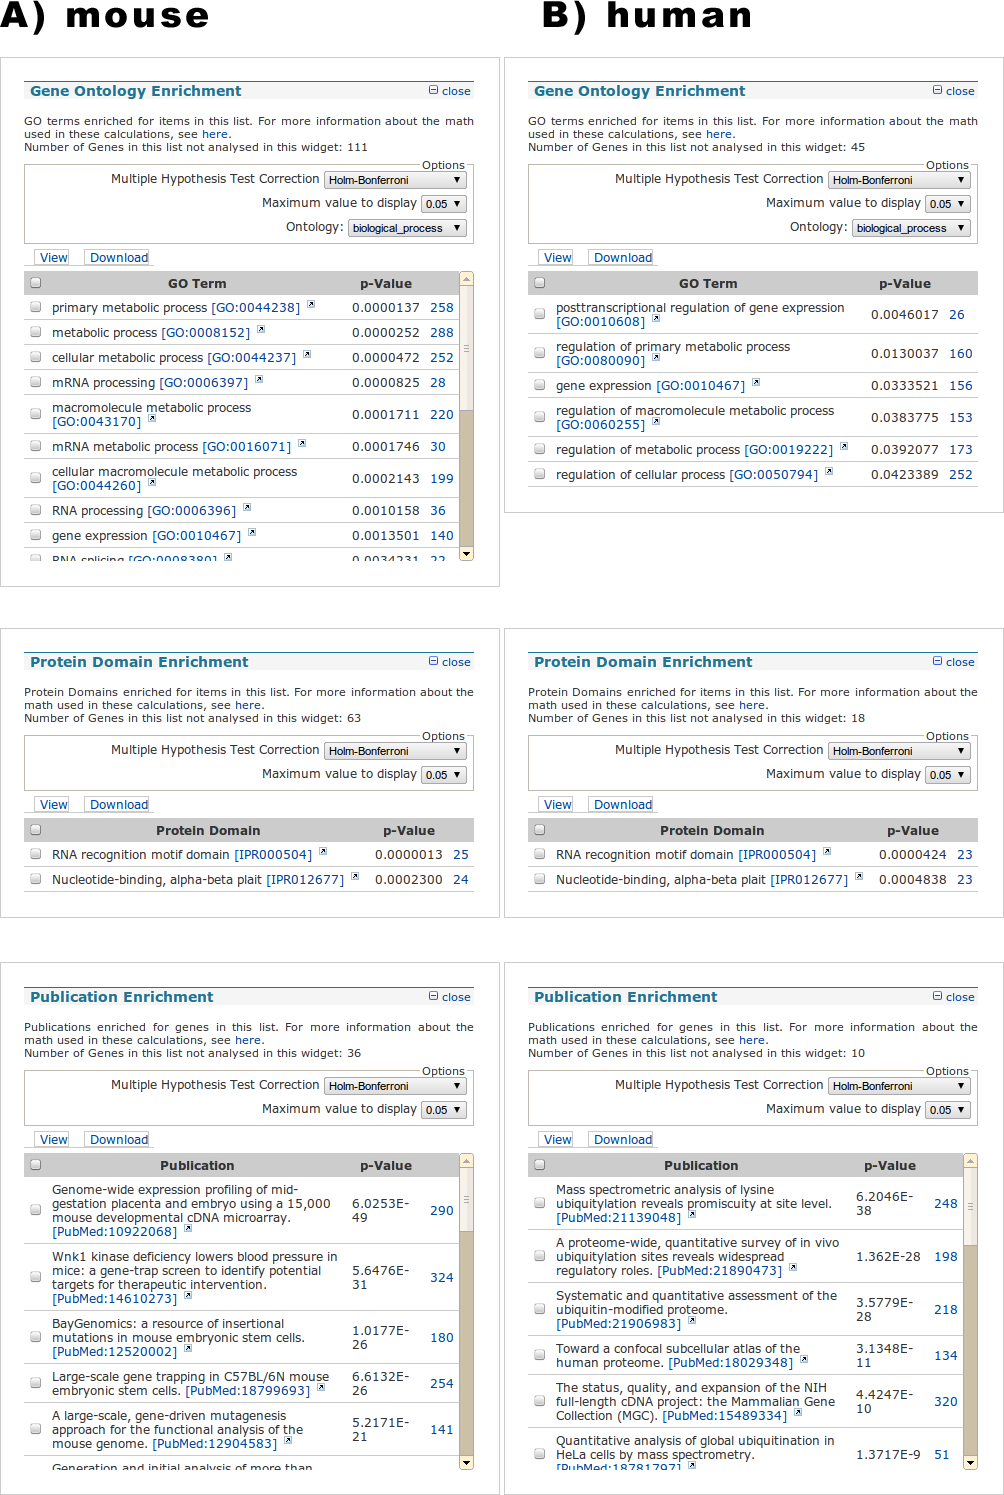 A) mouse
B) human
Gene Ontology Enrichment close
GO terms enriched for items in this list. For more information about the math
used in these calculations, see here.
Number of Genes in this list not analysed in this widget: 111
Options
Multiple Hypothesis Test Correction Holm-Bonferroni
Maximum value to display 0.05
Ontology: biological_process
View Download
GO Term p-Value
primary metabolic process [GO:0044238] 0.0000137 258
metabolic process [GO:0008152] 0.0000252 288
cellular metabolic process [GO:0044237] 0.0000472 252
mRNA processing [GO:0006397] 0.0000825 28
macromolecule metabolic process
[GO:0043170] 0.0001711 220
mRNA metabolic process [GO:0016071] 0.0001746 30
cellular macromolecule metabolic process
[GO:0044260] 0.0002143 199
RNA processing [GO:0006396] 0.0010158 36
gene expression [GO:0010467] 0.0013501 140
RNA splicing [GO:0008380] 0.0034231 22
Gene Ontology Enrichment close
GO terms enriched for items in this list. For more information about the math
used in these calculations, see here.
Number of Genes in this list not analysed in this widget: 45
Options
Multiple Hypothesis Test Correction Holm-Bonferroni
Maximum value to display 0.05
Ontology: biological_process
View Download
GO Term p-Value
posttranscriptional regulation of gene expression
[GO:0010608] 0.0046017 26
regulation of primary metabolic process
[GO:0080090] 0.0130037 160
gene expression [GO:0010467] 0.0333521 156
regulation of macromolecule metabolic process
[GO:0060255] 0.0383775 153
regulation of metabolic process [GO:0019222] 0.0392077 173
regulation of cellular process [GO:0050794] 0.0423389 252
Protein Domain Enrichment close
Protein Domains enriched for items in this list. For more information about the
math used in these calculations, see here.
Number of Genes in this list not analysed in this widget: 63
Options
Multiple Hypothesis Test Correction Holm-Bonferroni
Maximum value to display 0.05
View Download
Protein Domain p-Value
RNA recognition motif domain [IPR000504] 0.0000013 25
Nucleotide-binding, alpha-beta plait [IPR012677] 0.0002300 24
Protein Domain Enrichment close
Protein Domains enriched for items in this list. For more information about the
math used in these calculations, see here.
Number of Genes in this list not analysed in this widget: 18
Options
Multiple Hypothesis Test Correction Holm-Bonferroni
Maximum value to display 0.05
View Download
Protein Domain p-Value
RNA recognition motif domain [IPR000504] 0.0000424 23
Nucleotide-binding, alpha-beta plait [IPR012677] 0.0004838 23
Publication Enrichment close
Publications enriched for genes in this list. For more information about the
math used in these calculations, see here.
Number of Genes in this list not analysed in this widget: 36
Options
Multiple Hypothesis Test Correction Holm-Bonferroni
Maximum value to display 0.05
View Download
Publication p-Value
Genome-wide expression profiling of mid-
gestation placenta and embryo using a 15,000 6.0253E-
mouse developmental cDNA microarray. 49 290
[PubMed:10922068]
Wnk1 kinase deficiency lowers blood pressure in
mice: a gene-trap screen to identify potential 5.6476E-
targets for therapeutic intervention. 31 324
[PubMed:14610273]
BayGenomics: a resource of insertional
mutations in mouse embryonic stem cells. 1.0177E-
[PubMed:12520002] 26 180
Large-scale gene trapping in C57BL/6N mouse 6.6132E-
embryonic stem cells. [PubMed:18799693] 26 254
A large-scale, gene-driven mutagenesis
approach for the functional analysis of the 5.2171E-
mouse genome. [PubMed:12904583] 21 141
Generation and initial analysis of more than
Publication Enrichment close
Publications enriched for genes in this list. For more information about the
math used in these calculations, see here.
Number of Genes in this list not analysed in this widget: 10
Options
Multiple Hypothesis Test Correction Holm-Bonferroni
Maximum value to display 0.05
View Download
Publication p-Value
Mass spectrometric analysis of lysine
ubiquitylation reveals promiscuity at site level. 6.2046E-
[PubMed:21139048] 38 248
A proteome-wide, quantitative survey of in vivo
ubiquitylation sites reveals widespread 1.362E-28 198
regulatory roles. [PubMed:21890473]
Systematic and quantitative assessment of the
ubiquitin-modified proteome. 3.5779E-
[PubMed:21906983] 28 218
Toward a confocal subcellular atlas of the 3.1348E-
human proteome. [PubMed:18029348] 11 134
The status, quality, and expansion of the NIH
full-length cDNA project: the Mammalian Gene 4.4247E-
Collection (MGC). [PubMed:15489334] 10 320
Quantitative analysis of global ubiquitination in
HeLa cells by mass spectrometry. 1.3717E-9 51
[PubMed:18781797]